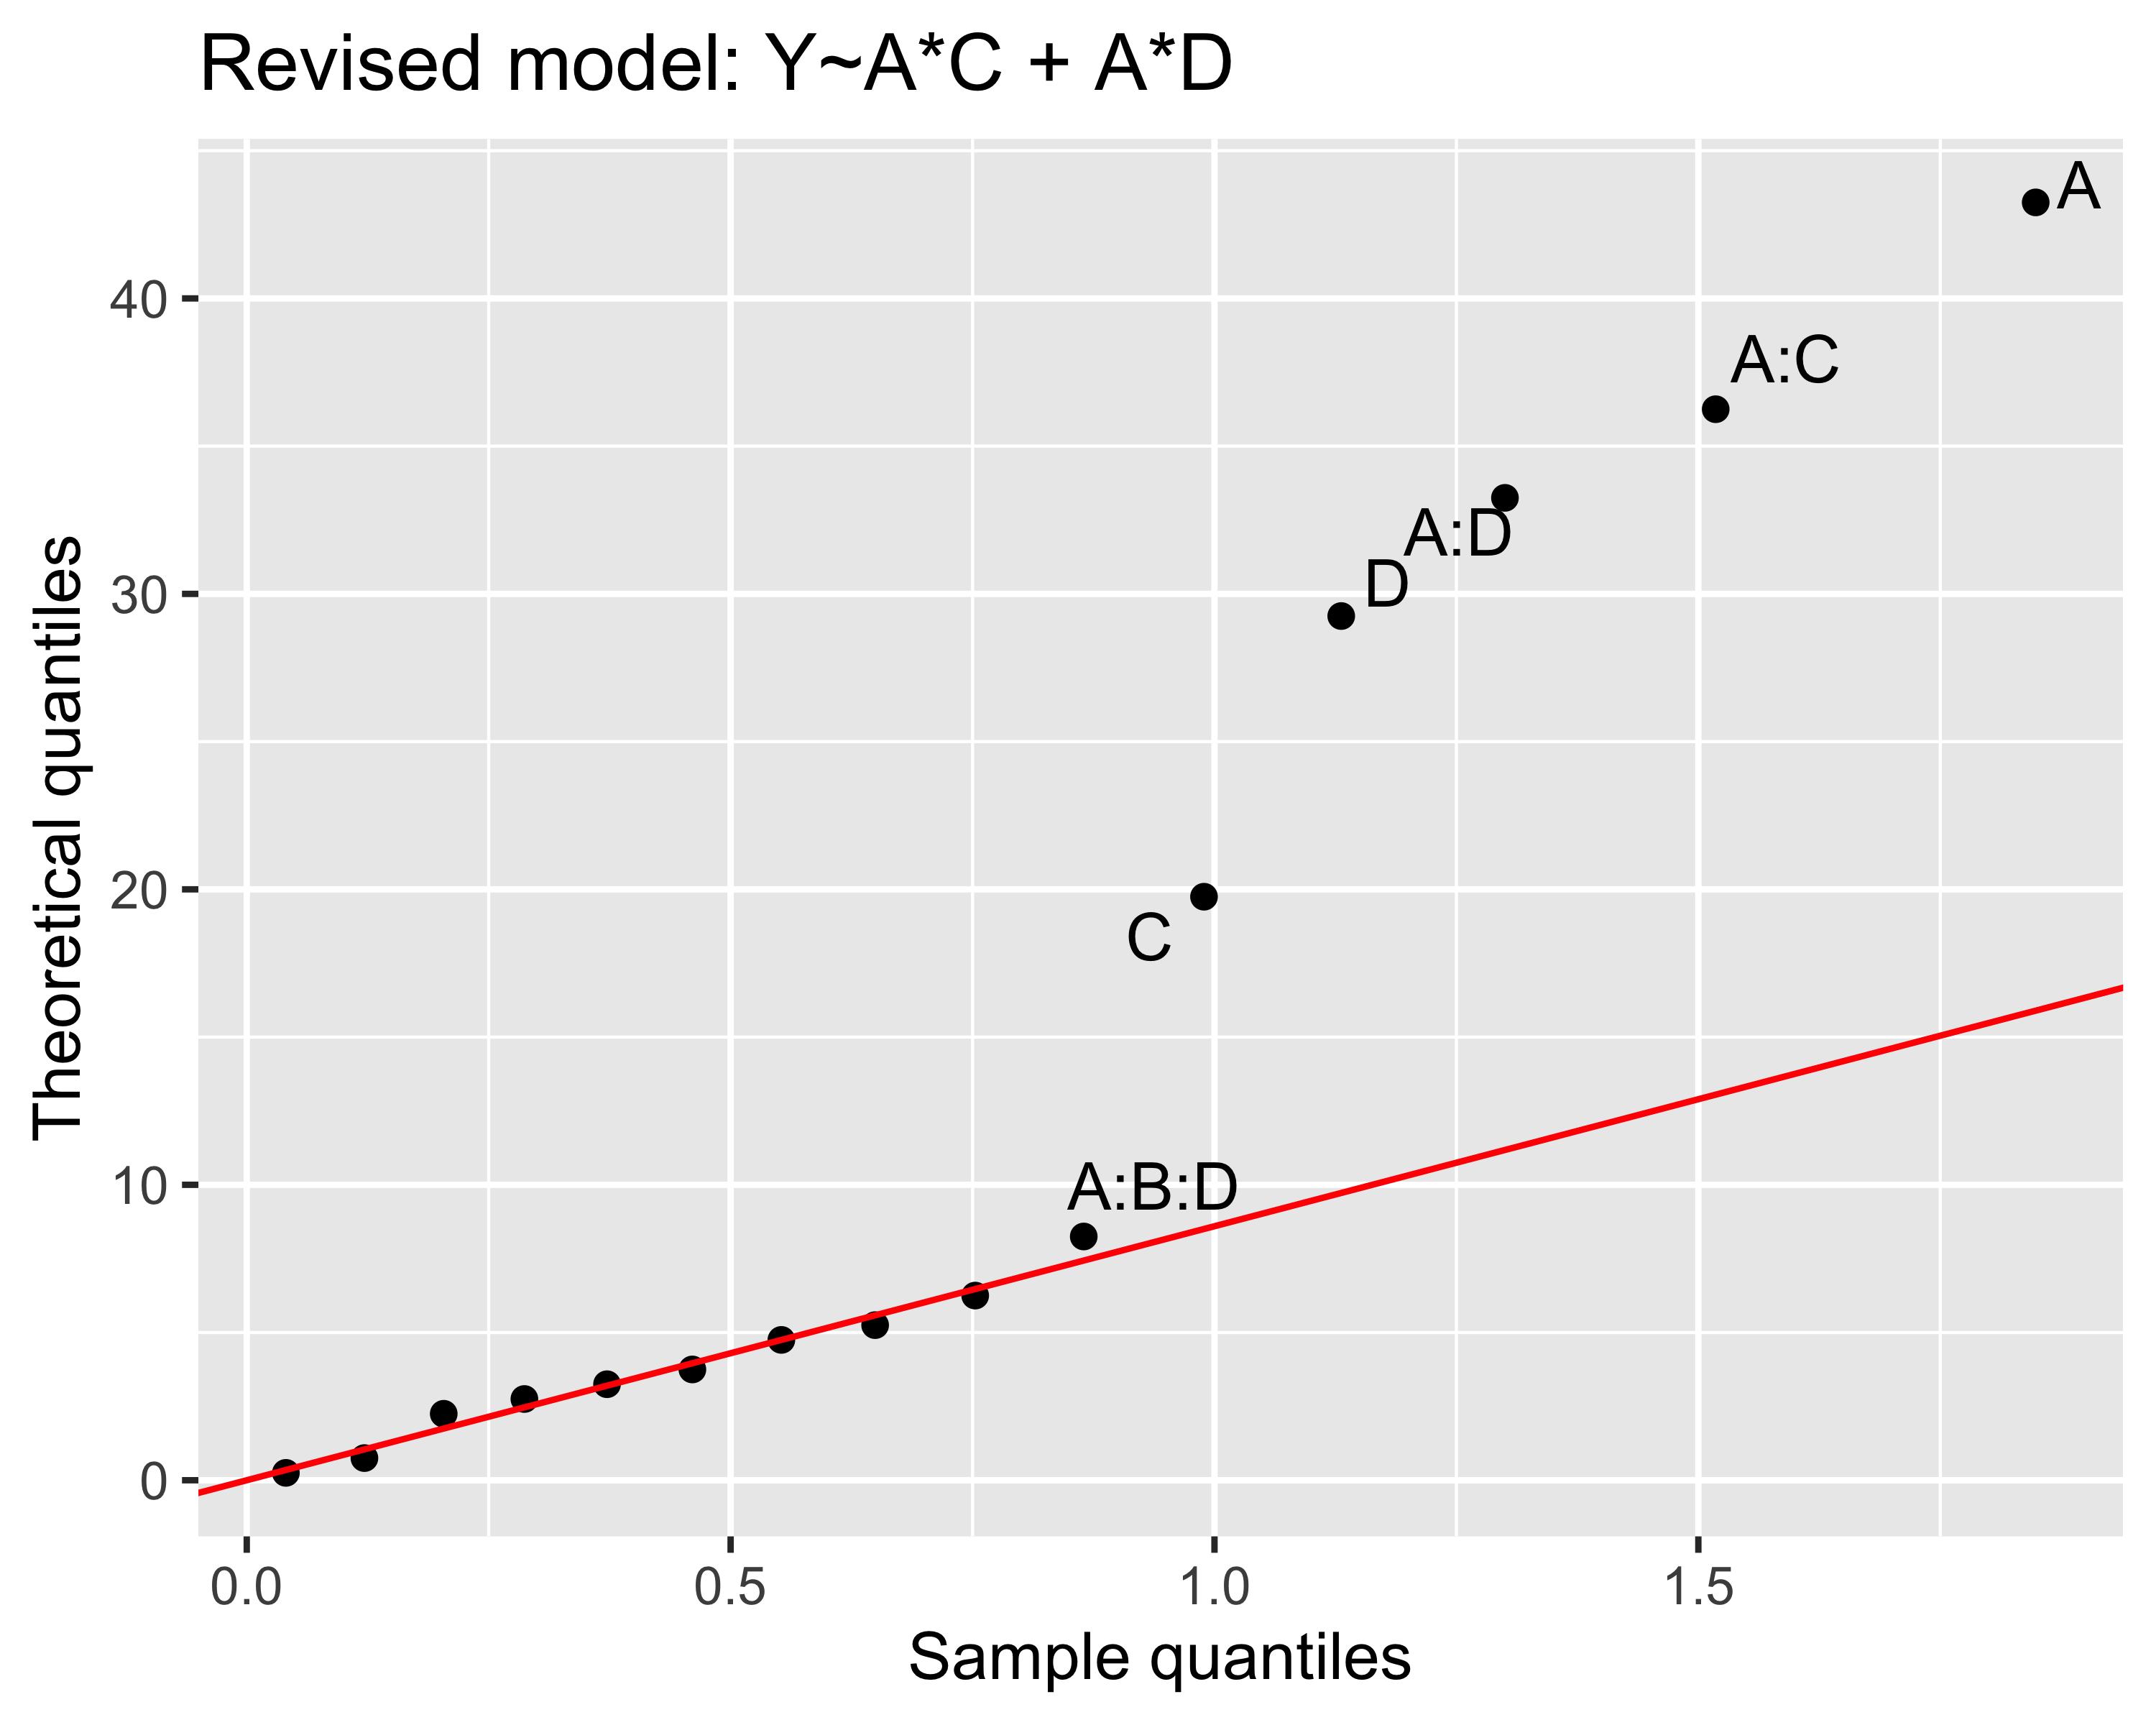 Revised model: Y~A*C + A*D
A
40
A:C
A:D
30
D
20
C
A:B:D
10
0
0.0 0.5 1.0 1.5
Sample quantiles
Theoretical quantiles